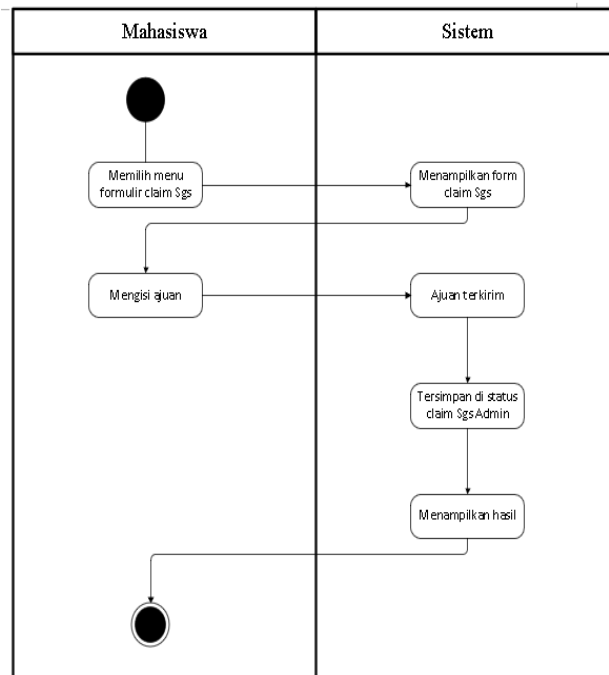 Mahasiswa
Sistem
Memilih menu
formulir claim Sgs
Menampilkan form
claim Sgs
Mengisi ajuan
Ajuan terkirim
Tersimpan di status
claim Sgs Admin
Menampilkan hasil